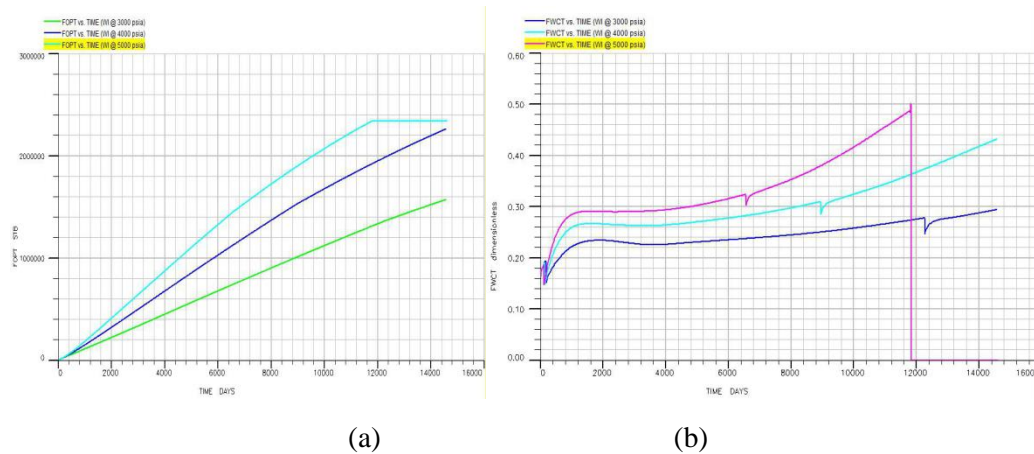 FOPT vs. TIME (WI @ 3000 psia)
FOPT vs. TIME (WI @ 4000 psia)
FOPT vs. TIME (WI @ 5000 psia)
3000000
2000000
1000000
0
FOPT STB
0 2000 4000 6000 8000 10000 12000 14000 16000
TIME DAYS
(a)
FWCT vs. TIME (WI @ 3000 psia)
FWCT vs. TIME (WI @ 4000 psia)
FWCT vs. TIME (WI @ 5000 psia)
0.60
0.50
0.40
0.30
0.20
0.10
0.00
FWCT dimensionless
0 2000 4000 6000 8000 10000 12000 14000 16000
TIME DAYS
(b)